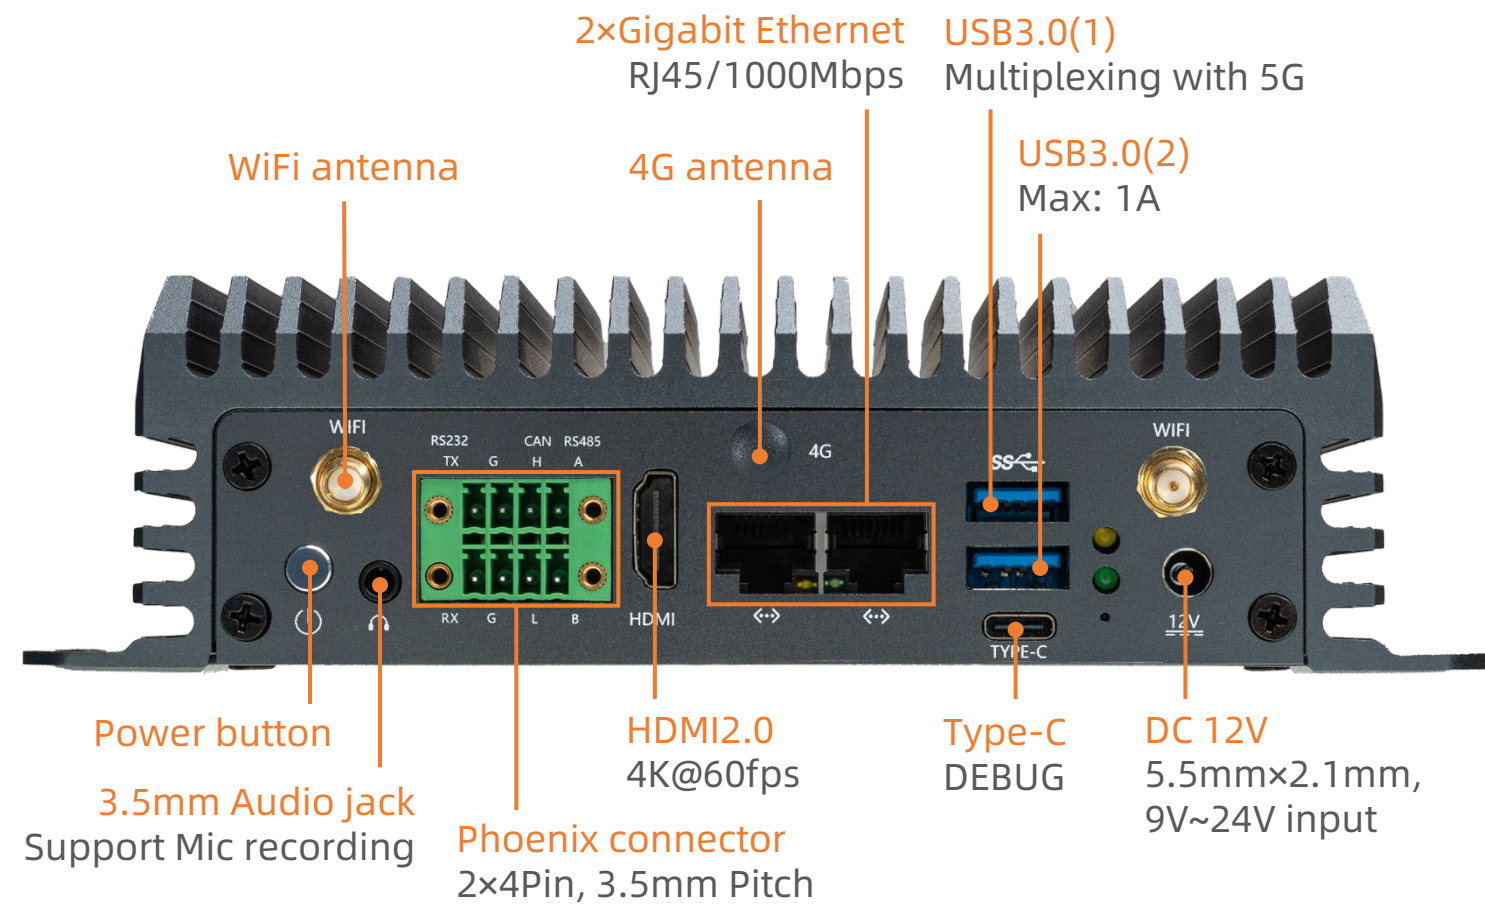 2×Gigabit Ethernet
RJ45/1000Mbps
USB3.0(1)
Multiplexing with 5G
USB3.0(2)
Max: 1A
WiFi antenna
4G antenna
WIFI
RS232
CAN
RS485
TX
G
H
A
4G
SS
WIFI
RX
G
L
B
HDMI
TYPE-C
12V
Power button
3.5mm Audio jack
Support Mic recording
Phoenix connector
2×4Pin, 3.5mm Pitch
HDMI2.0
4K@60fps
Type-C
DEBUG
DC 12V
5.5mm×2.1mm,
9V~24V input